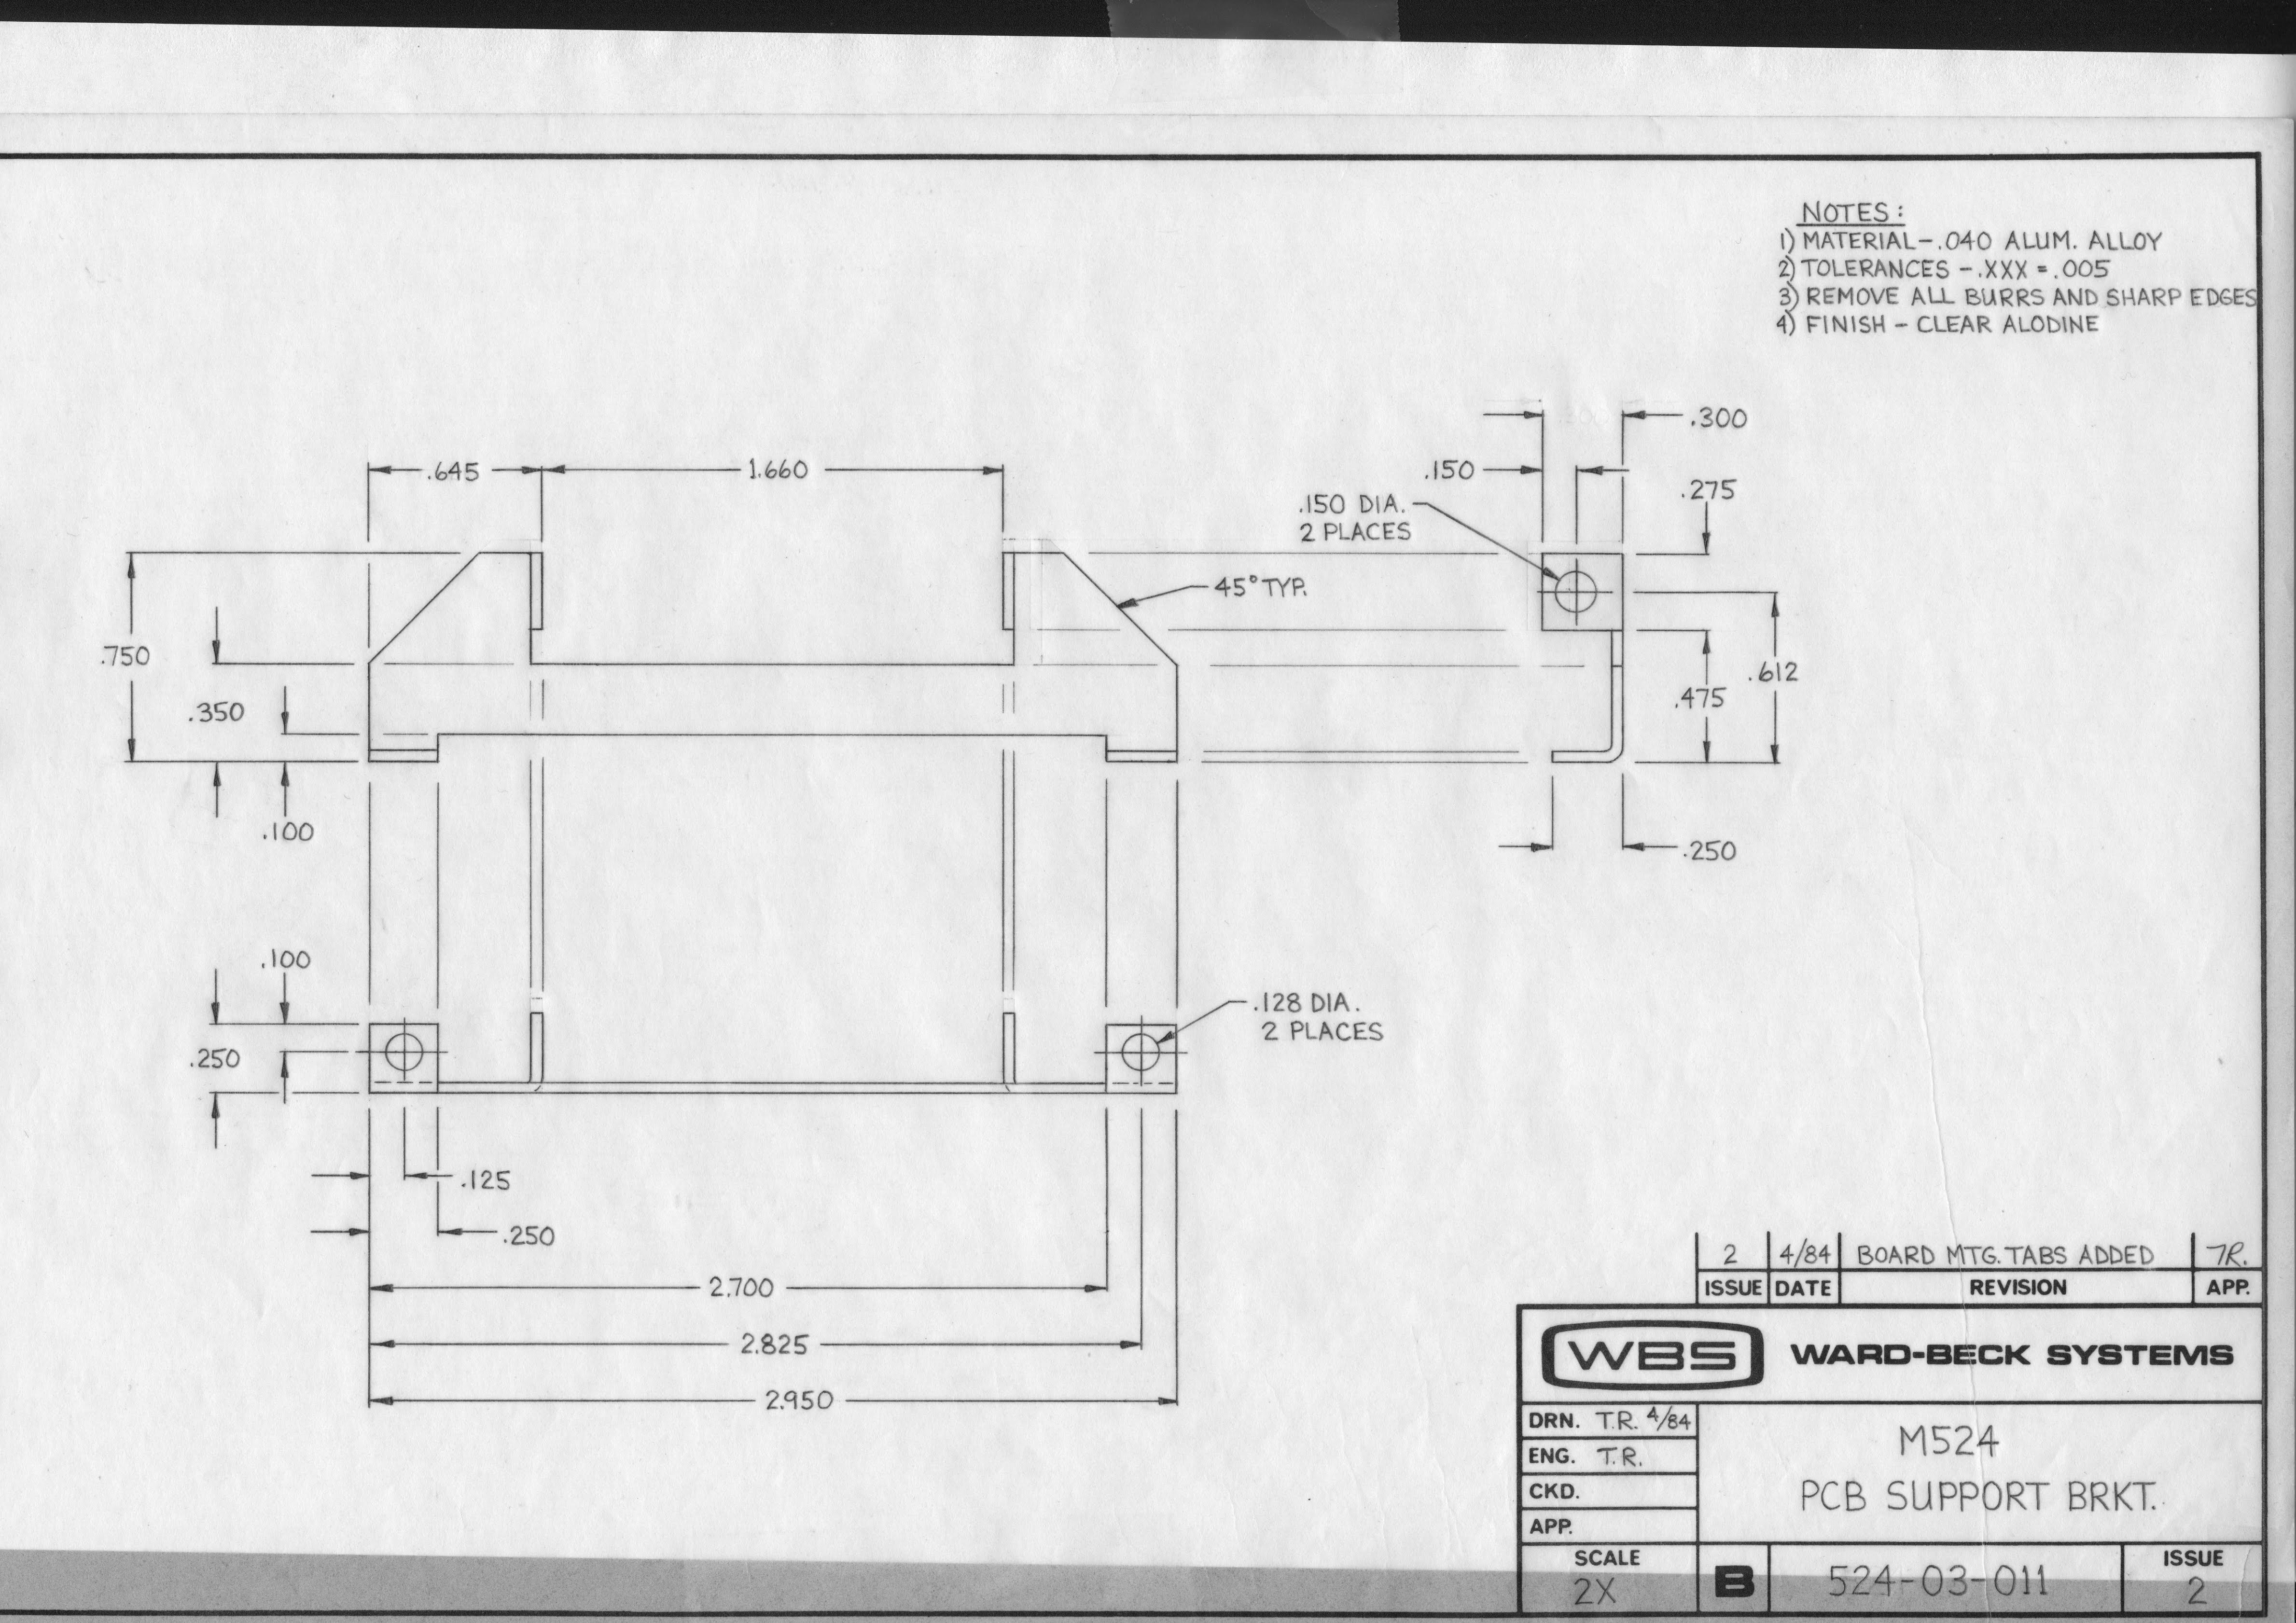 NOTES:
1) MATERIAL-.040 ALUM. ALLOY
2) TOLERANCES -.XXX = .005
3) REMOVE ALL BURRS AND SHARP EDGES
4) FINISH - CLEAR ALODINE
.300
.645
1.660
.150
.275
.150 DIA.
2 PLACES
45° TYP.
.750
.612
.475
.350
.100
.250
.100
.128 DIA.
2 PLACES
.250
.125
.250
2.700
2.825
2.950
2 4/84 BOARD MTG. TABS ADDED TR.
ISSUE DATE REVISION APP.
WBS WARD-BECK SYSTEMS
DRN. T.R. 4/84
ENG. T.R.
CKD.
APP.
M524
PCB SUPPORT BRKT.
SCALE
2X
B
524-03-011
ISSUE
2